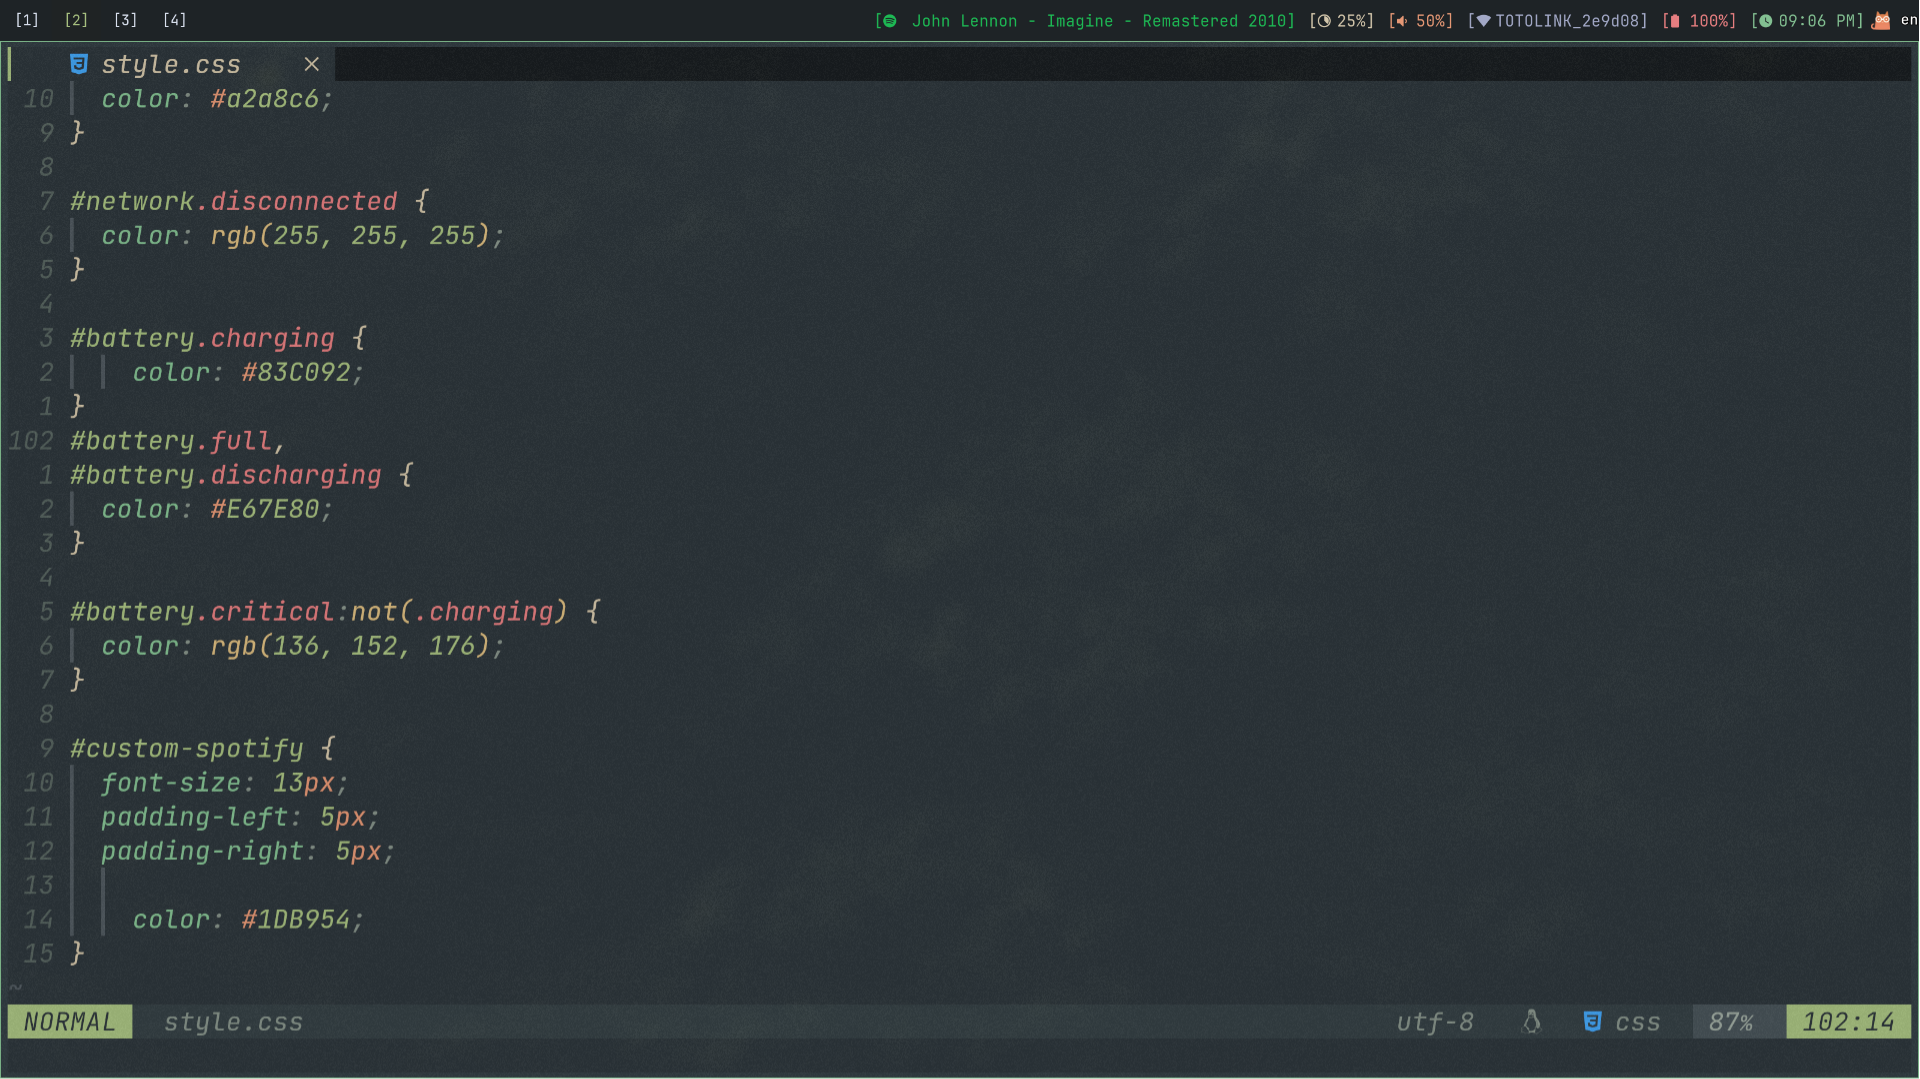 [1] [2] [3] [4] [ John Lennon - Imagine - Remastered 2010] [ 25%] [ 50%] [ TOTOLINK_2e9d08] [ 100%] [ 09:06 PM] en
style.css ×
10 color: #a2a8c6;
9 }
8
7 #network.disconnected {
6 color: rgb(255, 255, 255);
5 }
4
3 #battery.charging {
2 color: #83C092;
1 }
102 #battery.full,
1 #battery.discharging {
2 color: #E67E80;
3 }
4
5 #battery.critical:not(.charging) {
6 color: rgb(136, 152, 176);
7 }
8
9 #custom-spotify {
10 font-size: 13px;
11 padding-left: 5px;
12 padding-right: 5px;
13
14 color: #1DB954;
15 }
~
NORMAL style.css utf-8 css 87% 102:14